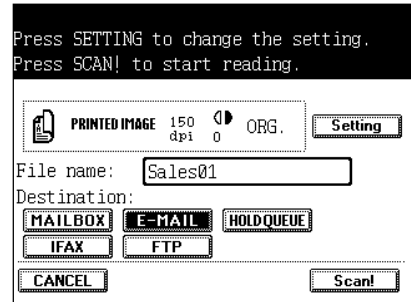 Press SETTING to change the setting.
Press SCAN! to start reading.
PRINTED IMAGE 150 dpi 0 ORG. Setting
File name: Sales01
Destination:
MAILBOX E-MAIL HOLDQUEUE
IFAX FTP
CANCEL Scan!